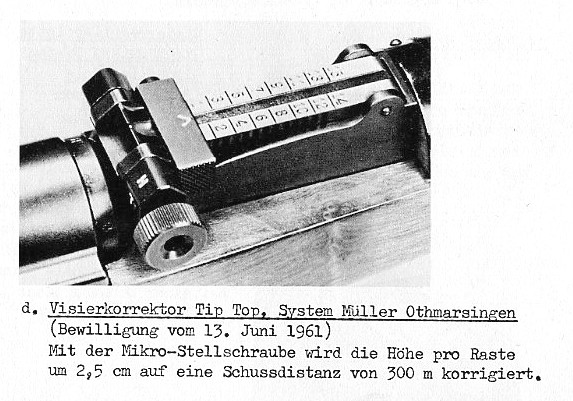 d. Visierkorrektor Tip Top, System Müller Othmarsingen
(Bewilligung vom 13. Juni 1961)
Mit der Mikro-Stellschraube wird die Höhe pro Raste
um 2,5 cm auf eine Schussdistanz von 300 m korrigiert.